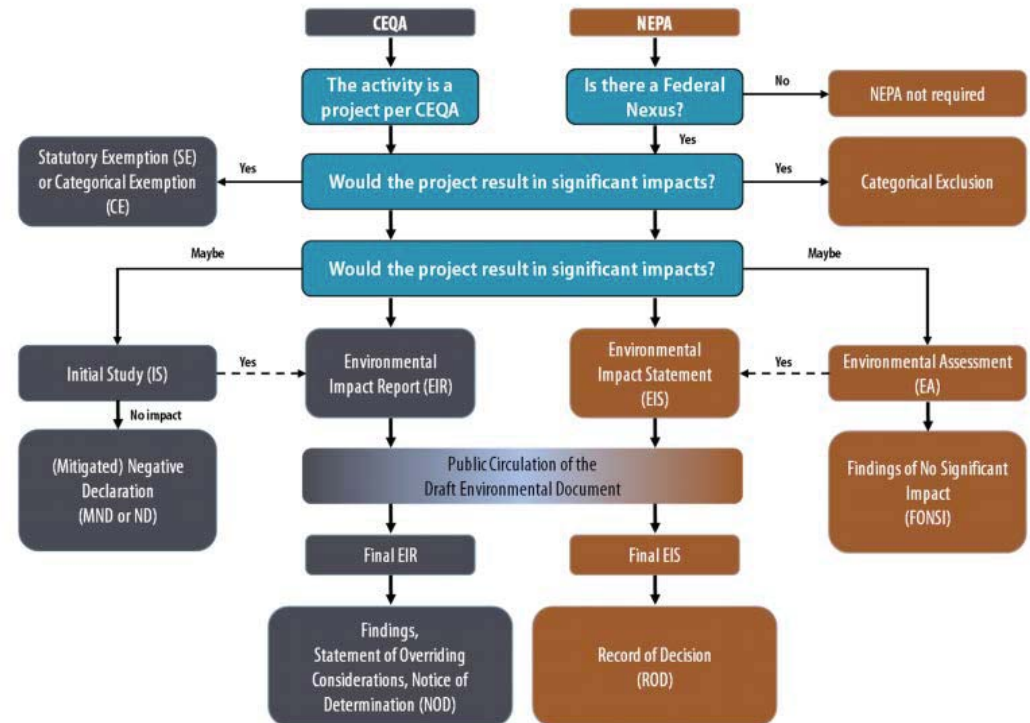 CEQA
NEPA
The activity is a
project per CEQA
Is there a Federal
Nexus?
No
NEPA not required
Yes
Statutory Exemption (SE)
or Categorical Exemption
(CE)
Yes
Would the project result in significant impacts?
Yes
Categorical Exclusion
Maybe
Would the project result in significant impacts?
Maybe
Initial Study (IS)
Yes
Environmental
Impact Report (EIR)
Environmental
Impact Statement
(EIS)
Yes
Environmental Assessment
(EA)
No impact
(Mitigated) Negative
Declaration
(MND or ND)
Public Circulation of the
Draft Environmental Document
Findings of No Significant
Impact
(FONSI)
Final EIR
Final EIS
Findings,
Statement of Overriding
Considerations, Notice of
Determination (NOD)
Record of Decision
(ROD)